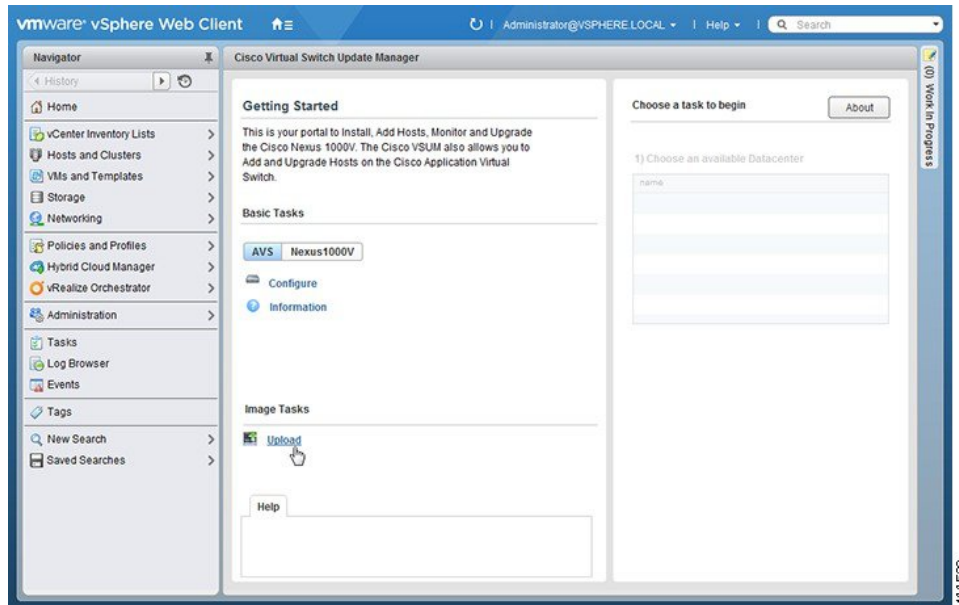 vmware® vSphere Web Client
Administrator@VSPHERE.LOCAL
Help
Search
Navigator
History
Home
vCenter Inventory Lists
Hosts and Clusters
VMs and Templates
Storage
Networking
Policies and Profiles
Hybrid Cloud Manager
vRealize Orchestrator
Administration
Tasks
Log Browser
Events
Tags
New Search
Saved Searches
Cisco Virtual Switch Update Manager
Getting Started
This is your portal to Install, Add Hosts, Monitor and Upgrade
the Cisco Nexus 1000V. The Cisco VSUM also allows you to
Add and Upgrade Hosts on the Cisco Application Virtual
Switch.
Basic Tasks
AVS Nexus1000V
Configure
Information
Image Tasks
Upload
Help
Choose a task to begin
About
1) Choose an available Datacenter
name
(0) Work In Progress